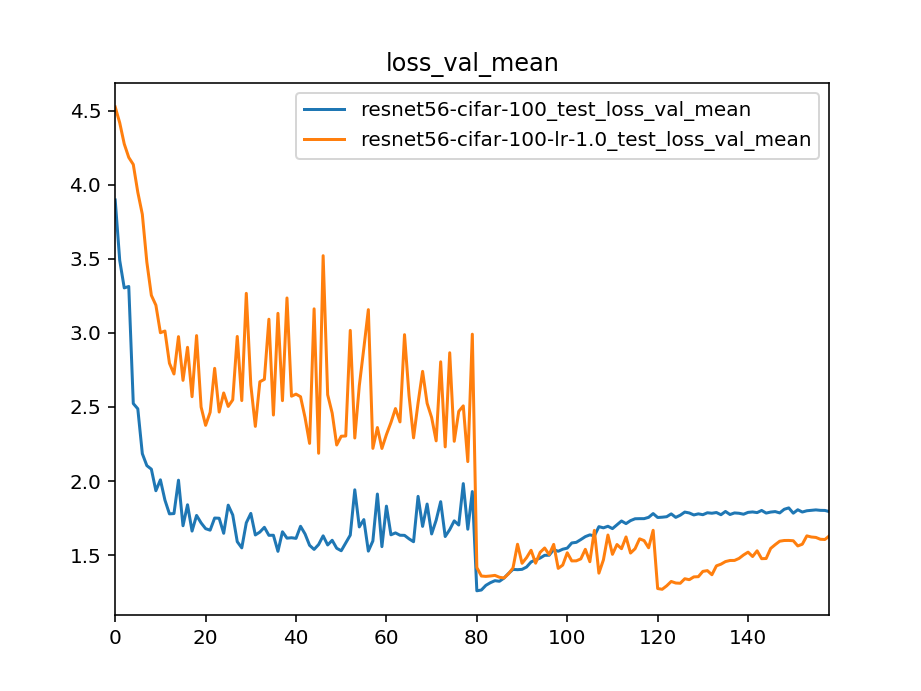 loss_val_mean
resnet56-cifar-100_test_loss_val_mean
resnet56-cifar-100-lr-1.0_test_loss_val_mean
4.5
4.0
3.5
3.0
2.5
2.0
1.5
0 20 40 60 80 100 120 140